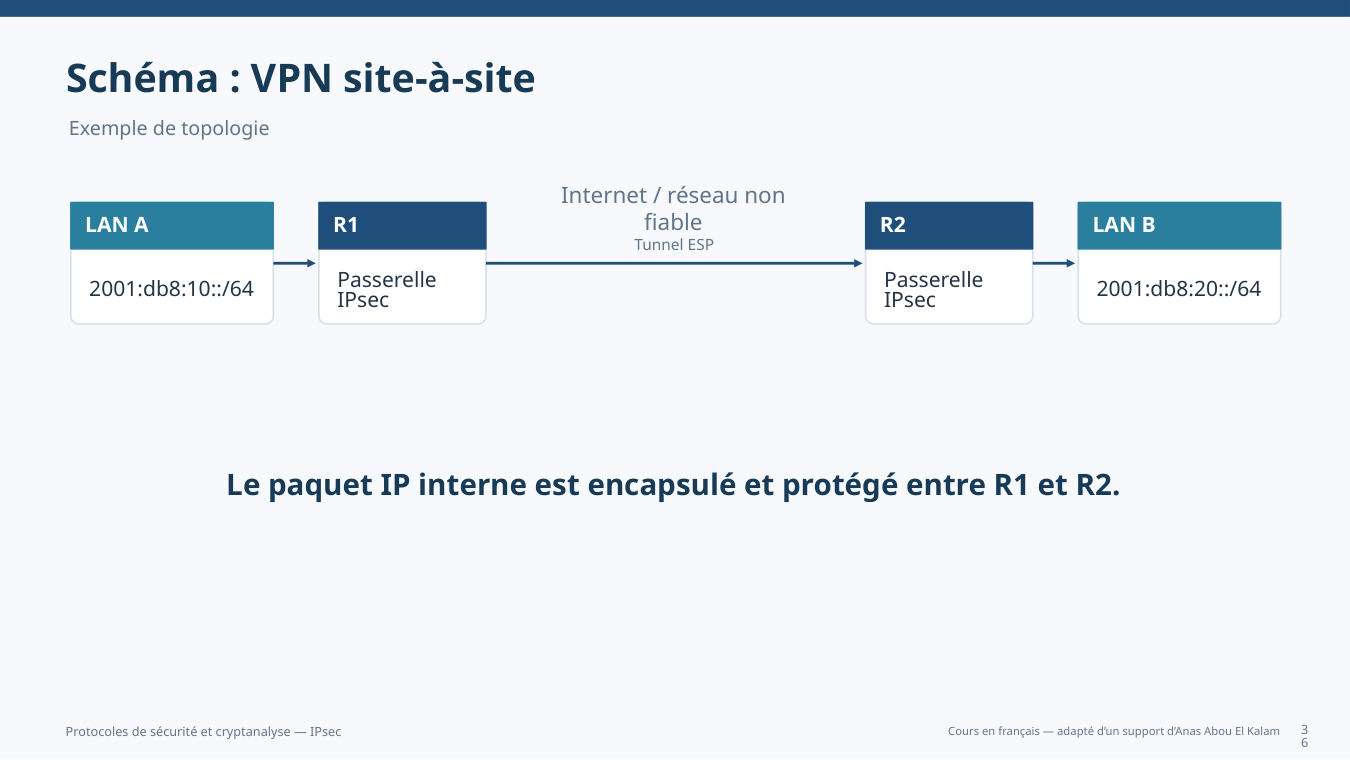 Schéma : VPN site-à-site
Exemple de topologie
Internet / réseau non
fiable
Tunnel ESP
LAN A
2001:db8:10::/64
R1
Passerelle
IPsec
R2
Passerelle
IPsec
LAN B
2001:db8:20::/64
Le paquet IP interne est encapsulé et protégé entre R1 et R2.
Protocoles de sécurité et cryptanalyse — IPsec
Cours en français — adapté d’un support d’Anas Abou El Kalam
3
6